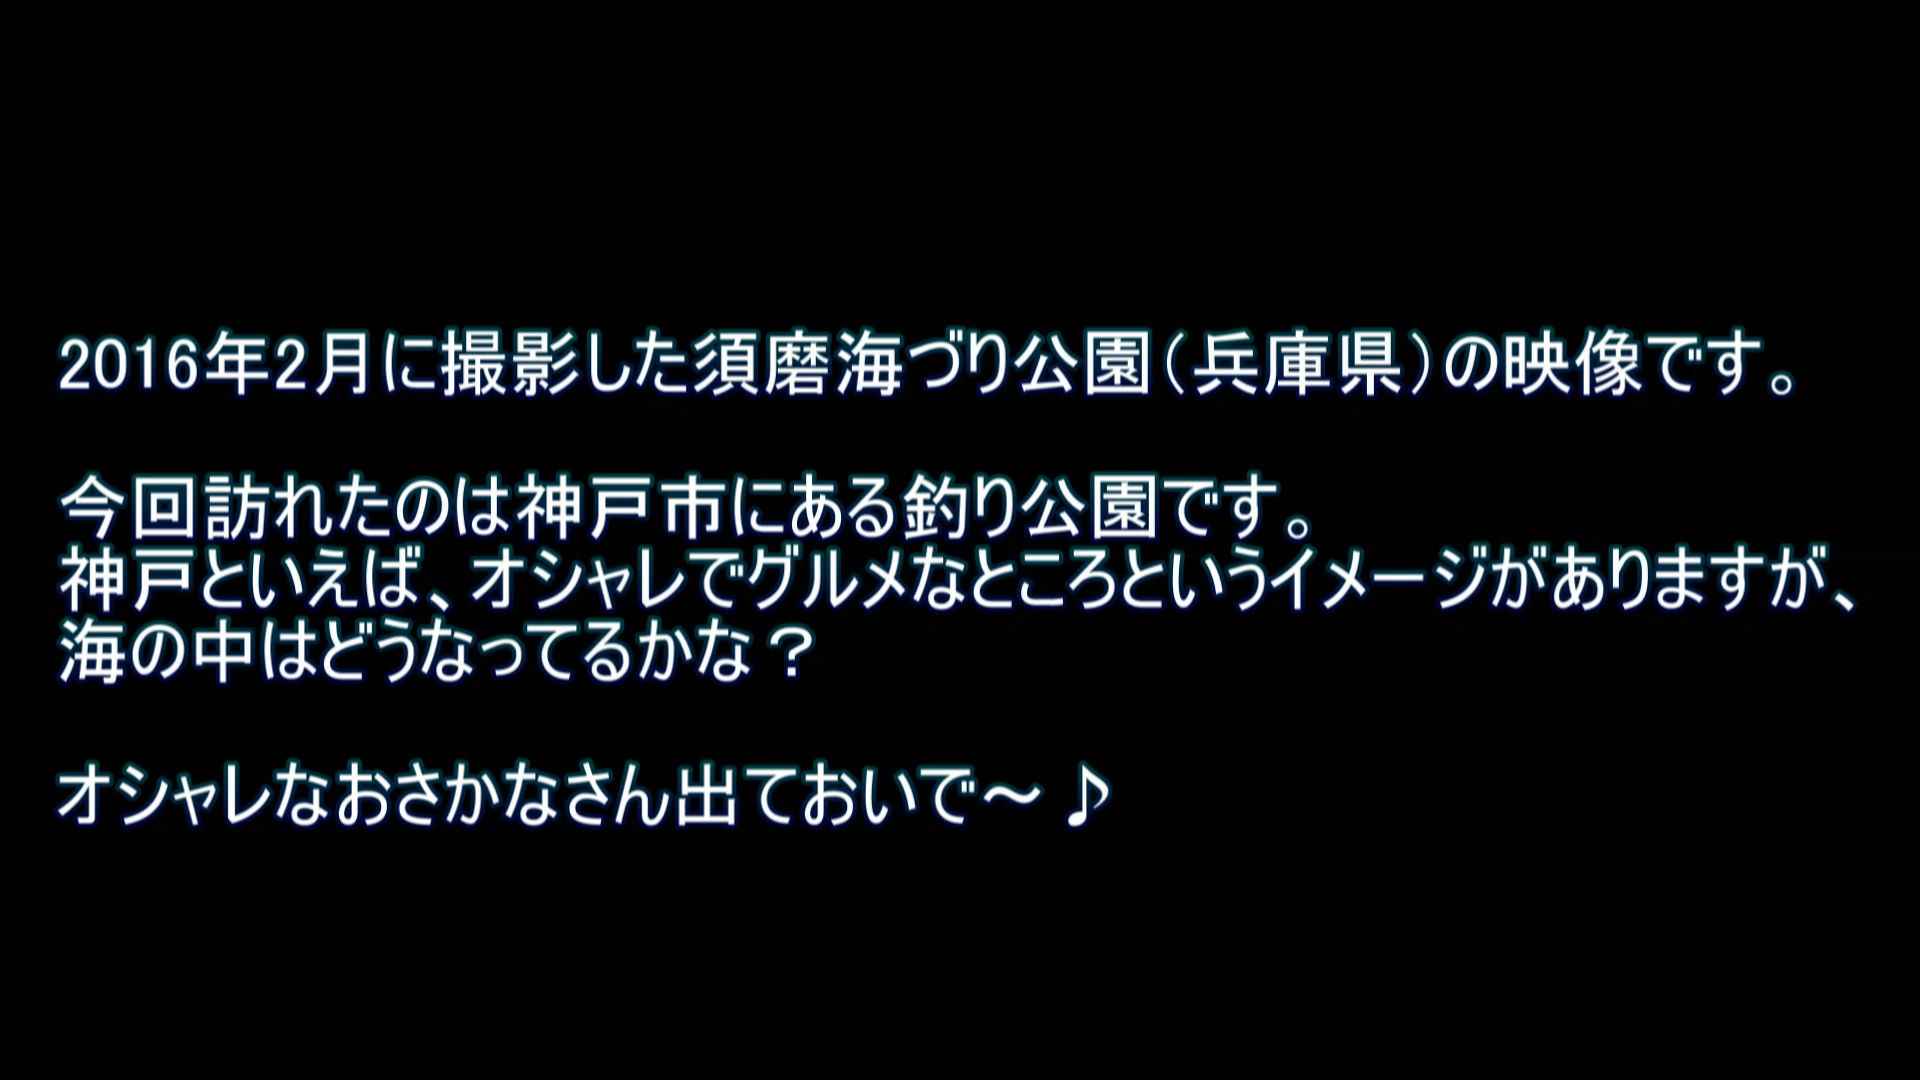 2016年2月に撮影した須磨海づり公園（兵庫県）の映像です。
今回訪れたのは神戸市にある釣り公園です。
神戸といえば、オシャレでグルメなところというイメージがありますが、
海の中はどうなってるかな？
オシャレなおさかなさん出ておいで～♪